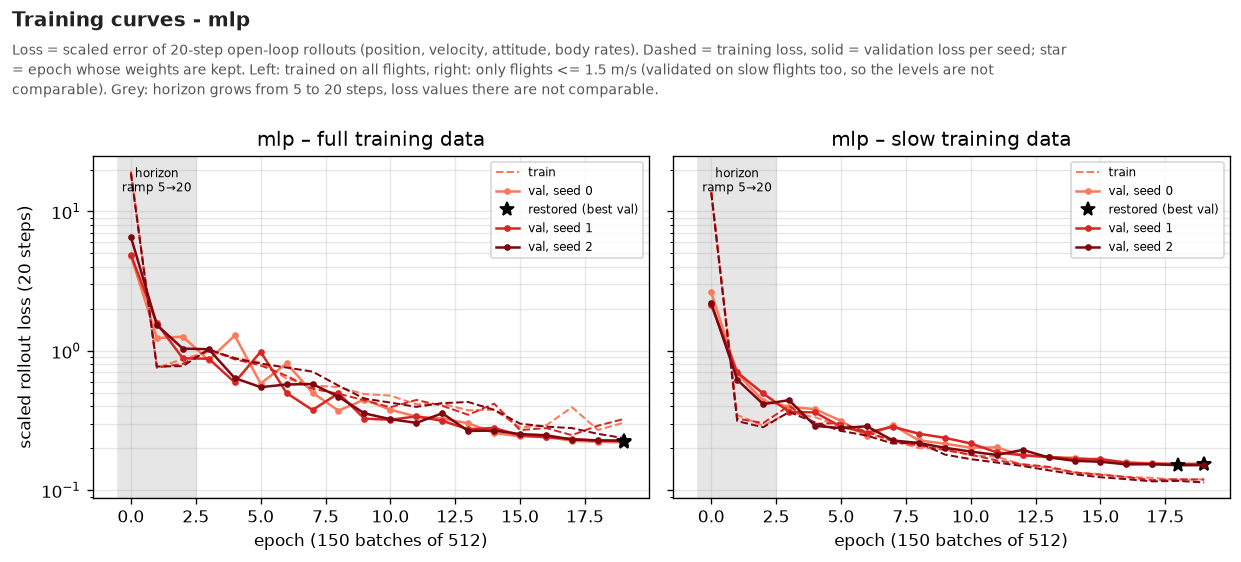 Training curves - mlp
Loss = scaled error of 20-step open-loop rollouts (position, velocity, attitude, body rates). Dashed = training loss, solid = validation loss per seed; star
= epoch whose weights are kept. Left: trained on all flights, right: only flights <= 1.5 m/s (validated on slow flights too, so the levels are not
comparable). Grey: horizon grows from 5 to 20 steps, loss values there are not comparable.
mlp – full training data
horizon
ramp 5→20
train
val, seed 0
restored (best val)
val, seed 1
val, seed 2
scaled rollout loss (20 steps)
10¹
10⁰
10⁻¹
0.0 2.5 5.0 7.5 10.0 12.5 15.0 17.5
epoch (150 batches of 512)
mlp – slow training data
horizon
ramp 5→20
train
val, seed 0
restored (best val)
val, seed 1
val, seed 2
0.0 2.5 5.0 7.5 10.0 12.5 15.0 17.5
epoch (150 batches of 512)